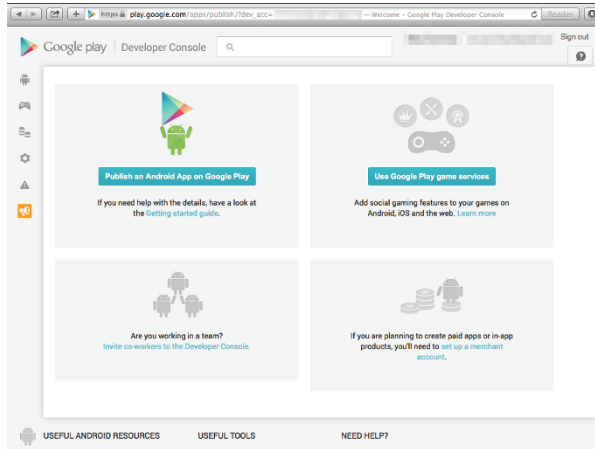 https play.google.com/apps/publish/?dev_acc= — Welcome - Google Play Developer Console
Reader
Google play Developer Console
Sign out
Publish an Android App on Google Play
If you need help with the details, have a look at
the Getting started guide.
Use Google Play game services
Add social gaming features to your games on
Android, iOS and the web. Learn more
Are you working in a team?
Invite co-workers to the Developer Console.
If you are planning to create paid apps or in-app
products, you'll need to set up a merchant
account.
USEFUL ANDROID RESOURCES
USEFUL TOOLS
NEED HELP?